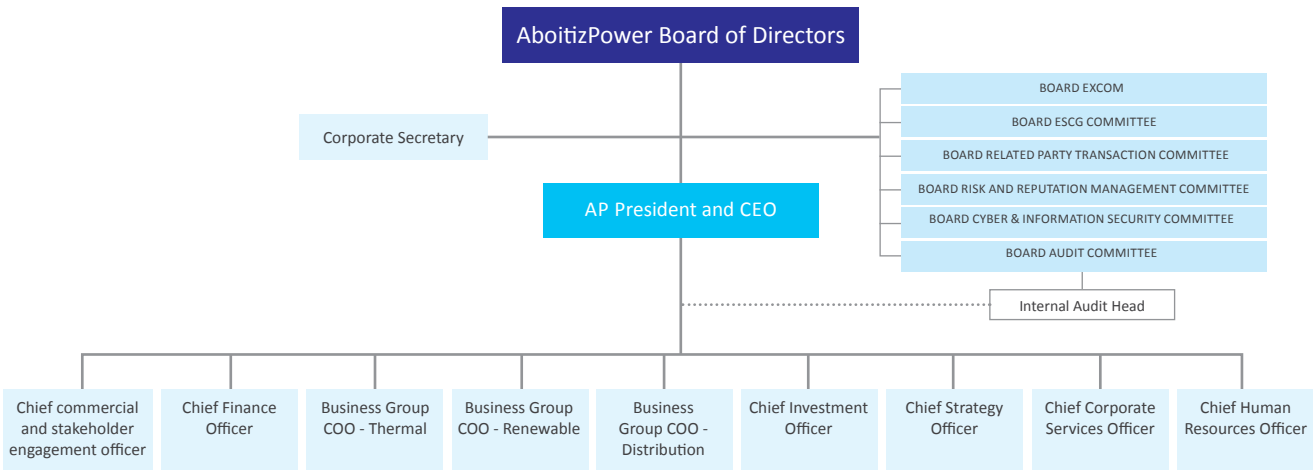 AboitizPower Board of Directors
BOARD EXCOM
Corporate Secretary
BOARD ESCG COMMITTEE
BOARD RELATED PARTY TRANSACTION COMMITTEE
AP President and CEO
BOARD RISK AND REPUTATION MANAGEMENT COMMITTEE
BOARD CYBER & INFORMATION SECURITY COMMITTEE
BOARD AUDIT COMMITTEE
Internal Audit Head
Chief commercial
and stakeholder
engagement officer
Chief Finance
Officer
Business Group
COO - Thermal
Business Group
COO - Renewable
Business
Group COO -
Distribution
Chief Investment
Officer
Chief Strategy
Officer
Chief Corporate
Services Officer
Chief Human
Resources Officer